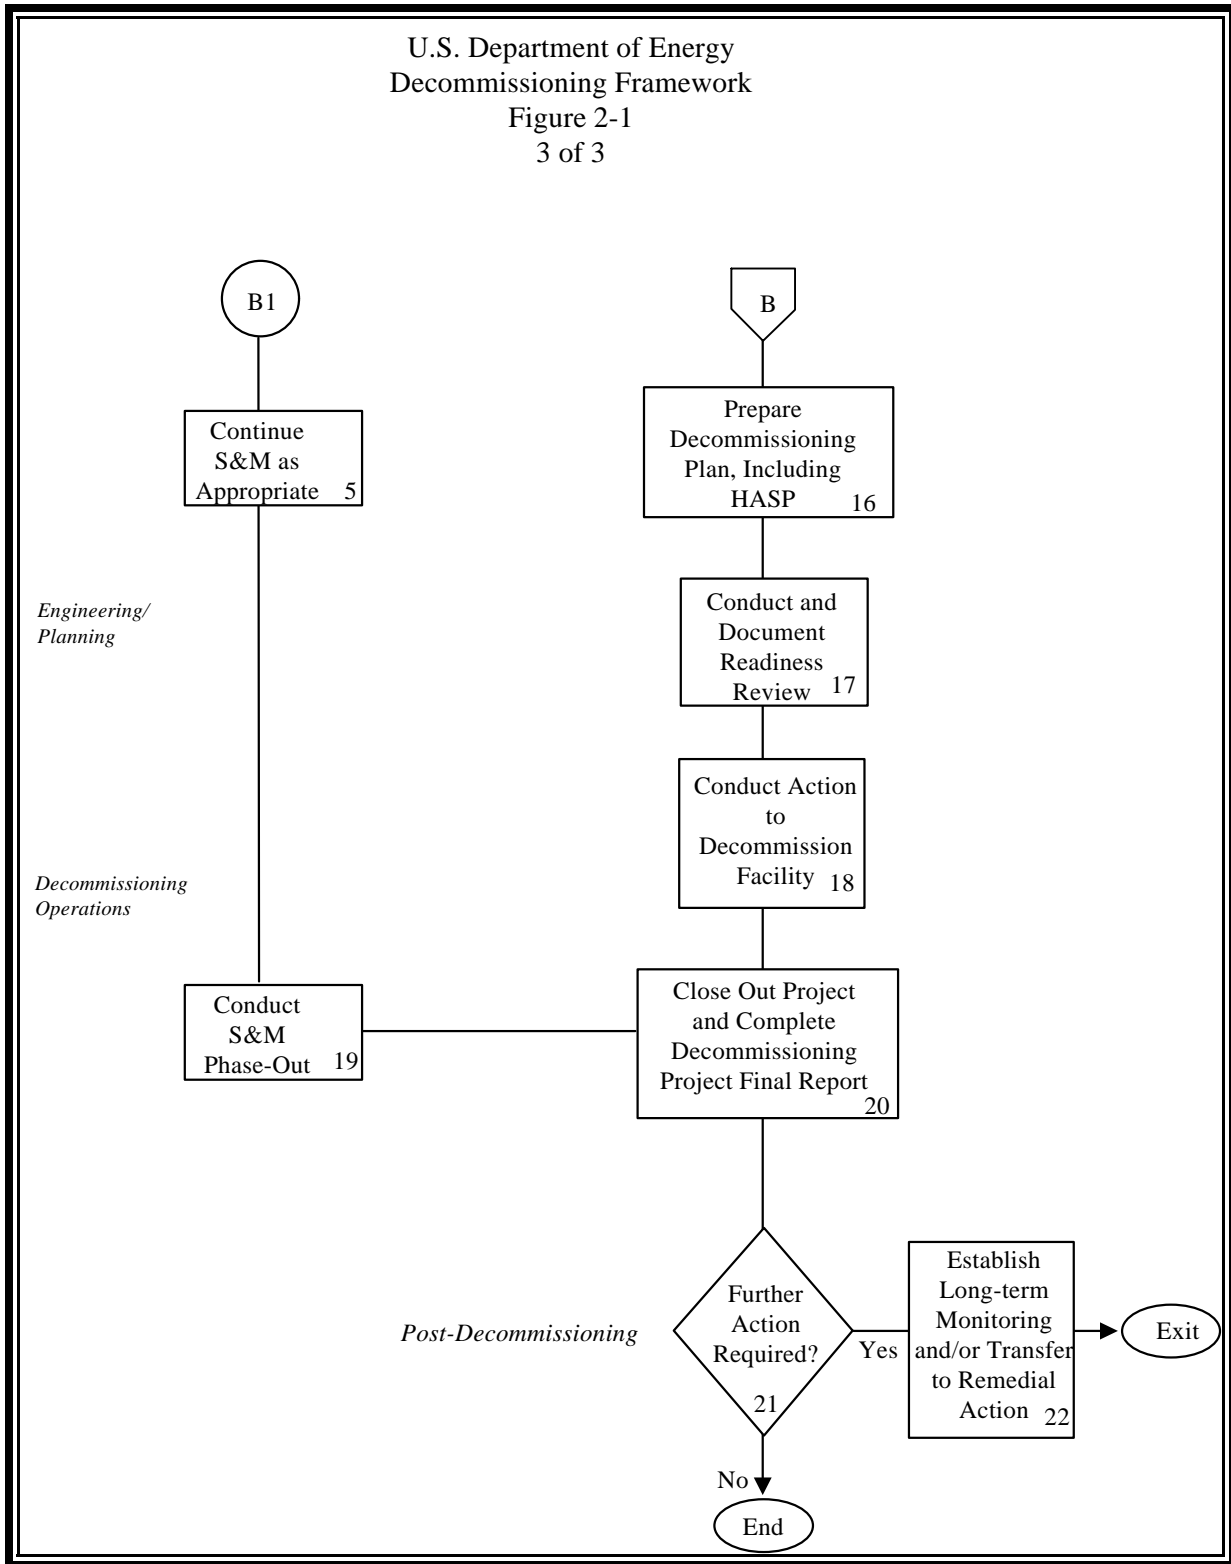 U.S. Department of Energy
Decommissioning Framework
Figure 2-1
3 of 3
B1
B
Continue
S&M as
Appropriate 5
Prepare
Decommissioning
Plan, Including
HASP
16
Engineering/
Planning
Conduct and
Document
Readiness
Review 17
Conduct Action
to
Decommission
Facility 18
Decommissioning
Operations
Conduct
S&M
Phase-Out 19
Close Out Project
and Complete
Decommissioning
Project Final Report
20
Post-Decommissioning
Further
Action
Required?
21
Yes
Establish
Long-term
Monitoring
and/or Transfer
to Remedial
Action 22
Exit
No
End